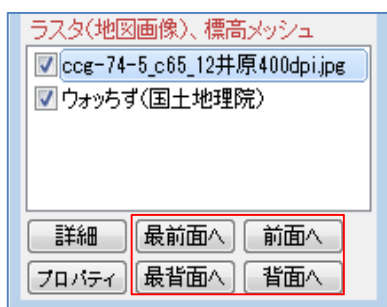 ラスタ(地図画像)、標高メッシュ
ccg-74-5_c65_12井原400dpi.jpg
ウォッちず(国土地理院)
詳細 最前面へ 前面へ
プロパティ 最背面へ 背面へ